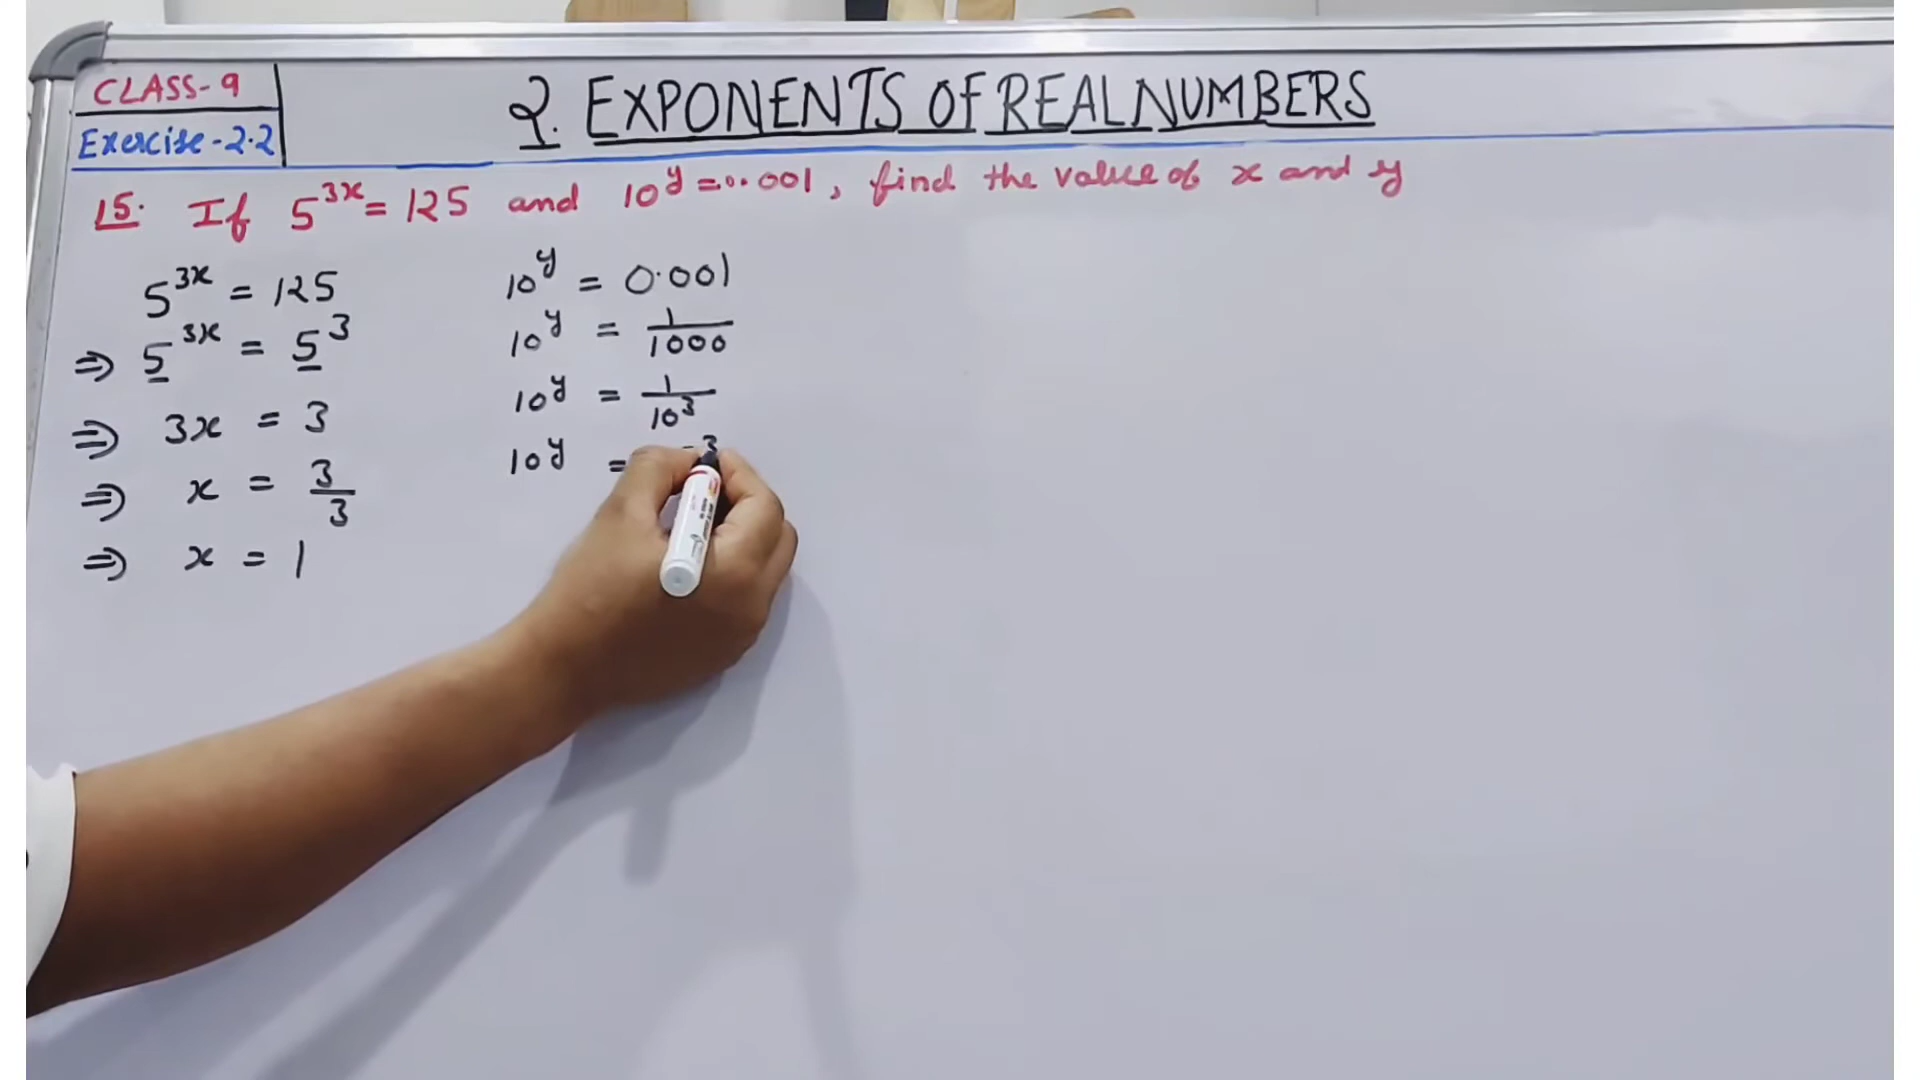 CLASS-9
Exercise-2.2
2. EXPONENTS OF REAL NUMBERS
15. If 5^3x = 125 and 10^y = 0.001, find the value of x and y
5^3x = 125
⇒ 5^3x = 5^3
⇒ 3x = 3
⇒ x = 3/3
⇒ x = 1
10^y = 0.001
10^y = 1/1000
10^y = 1/10^3
10^y = -3